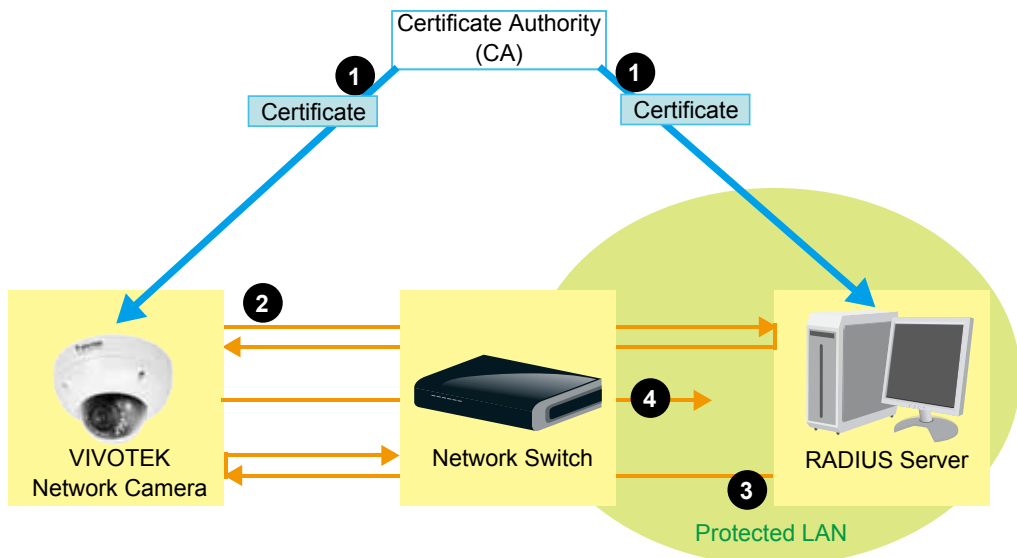 Certificate Authority
(CA)
1
1
Certificate
Certificate
2
4
VIVOTEK
Network Camera
Network Switch
RADIUS Server
3
Protected LAN